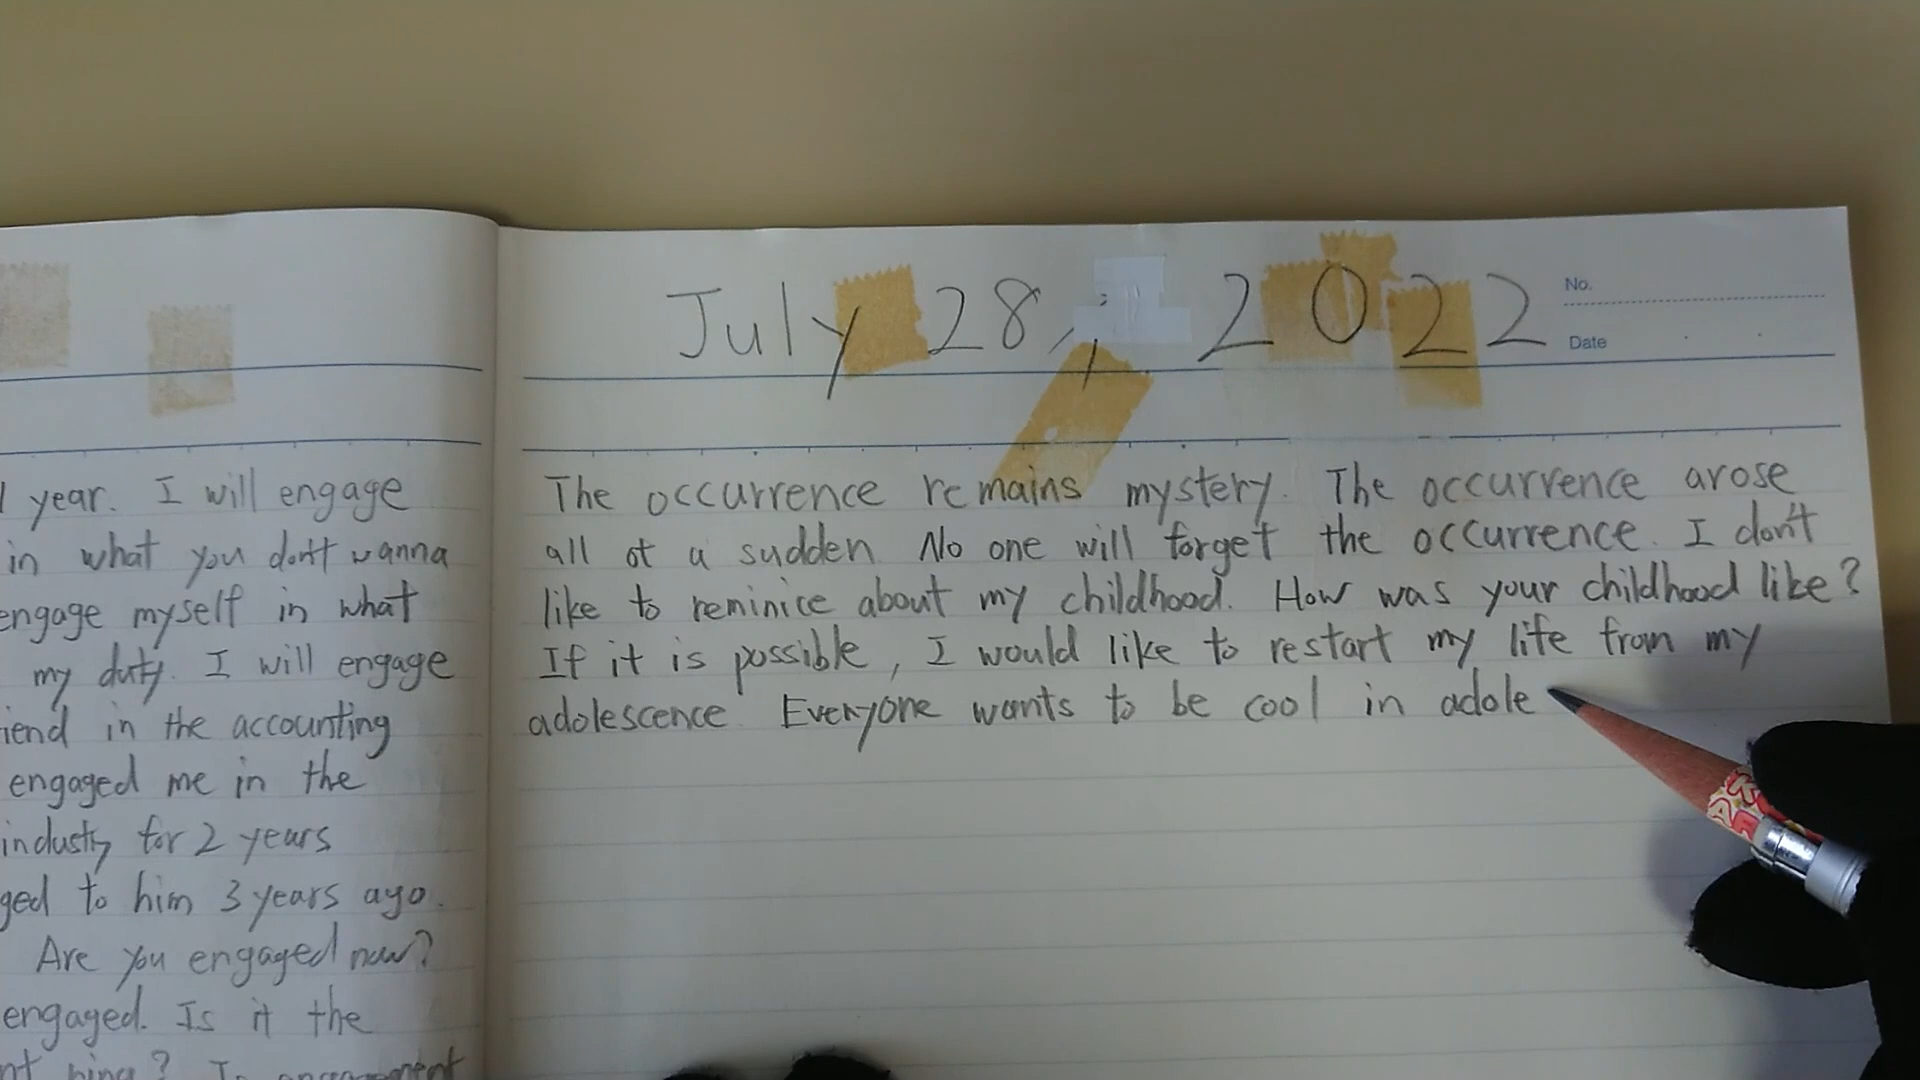 year. I will engage
in what you don't wanna
engage myself in what
my duty. I will engage
in the accounting
engaged me in the
industry for 2 years
to him 3 years ago.
Are you engaged now?
engaged. Is it the
July 28, 2022
No.
Date
The occurrence remains mystery. The occurrence arose
all of a sudden. No one will forget the occurrence. I don't
like to reminice about my childhood. How was your childhood like?
If it is possible, I would like to restart my life from my
adolescence. Everyone wants to be cool in adole